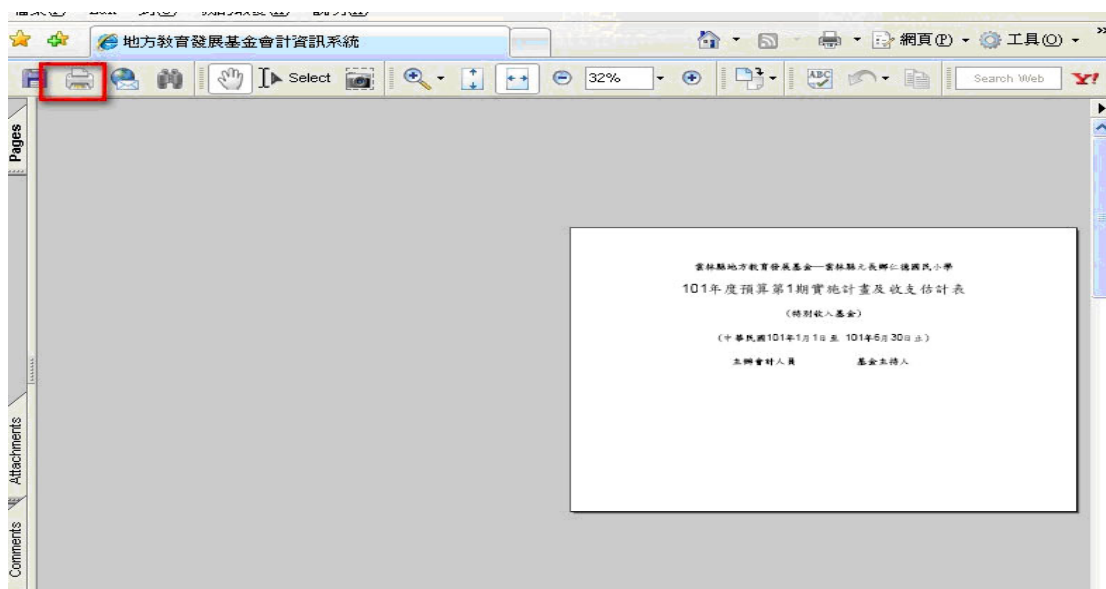 地方教育發展基金會計資訊系統
網頁(P)
工具(O)
Select
32%
Search Web
Y!
Pages
Attachments
Comments
雲林縣地方教育發展基金—雲林縣元長鄉仁德國民小學
101年度預算第1期實施計畫及收支估計表
(特別收入基金)
(中華民國101年1月1日至 101年6月30日止)
主辦會計人員 基金主持人